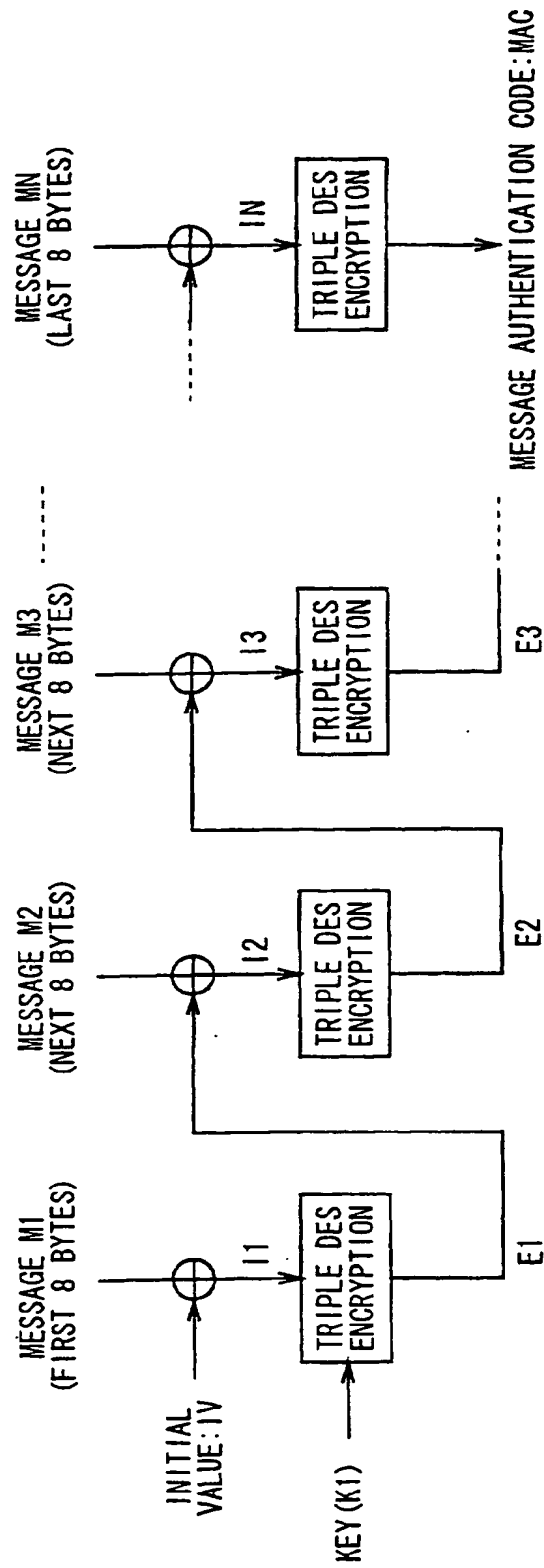 MESSAGE M1
(FIRST 8 BYTES)
MESSAGE M2
(NEXT 8 BYTES)
MESSAGE M3
(NEXT 8 BYTES)
MESSAGE MN
(LAST 8 BYTES)
INITIAL
VALUE:IV
I1
I2
I3
IN
KEY(K1)
TRIPLE DES
ENCRYPTION
TRIPLE DES
ENCRYPTION
TRIPLE DES
ENCRYPTION
TRIPLE DES
ENCRYPTION
E1
E2
E3
MESSAGE AUTHENTICATION CODE:MAC